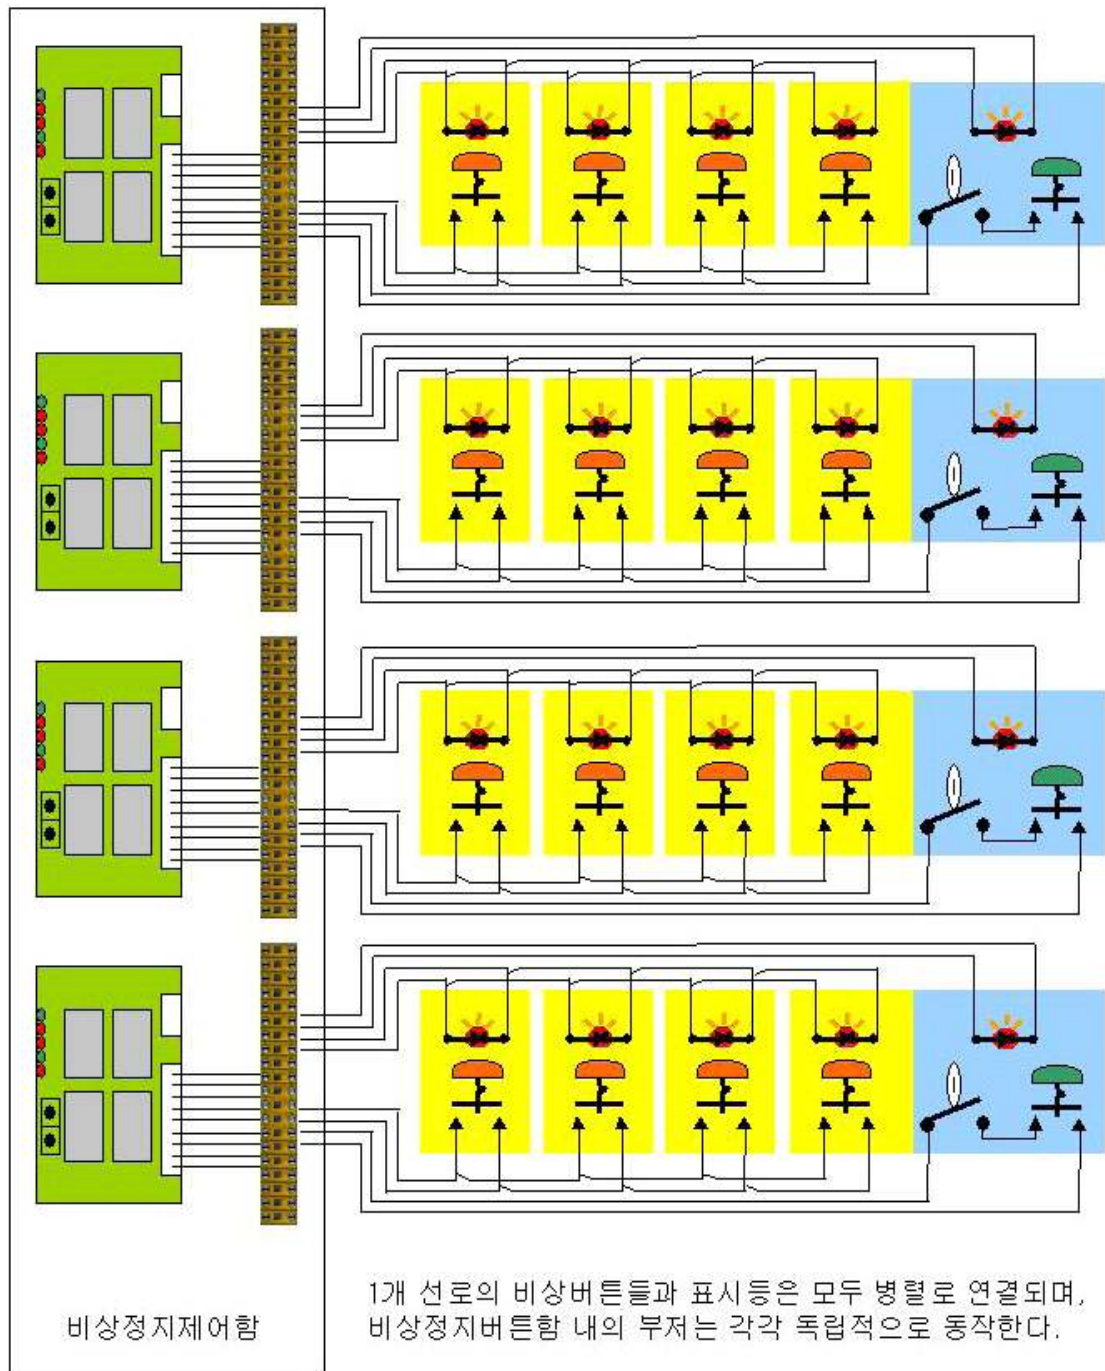 1개 선로의 비상버튼들과 표시등은 모두 병렬로 연결되며,
비상정지버튼함 내의 부저는 각각 독립적으로 동작한다.
비상정지제어함